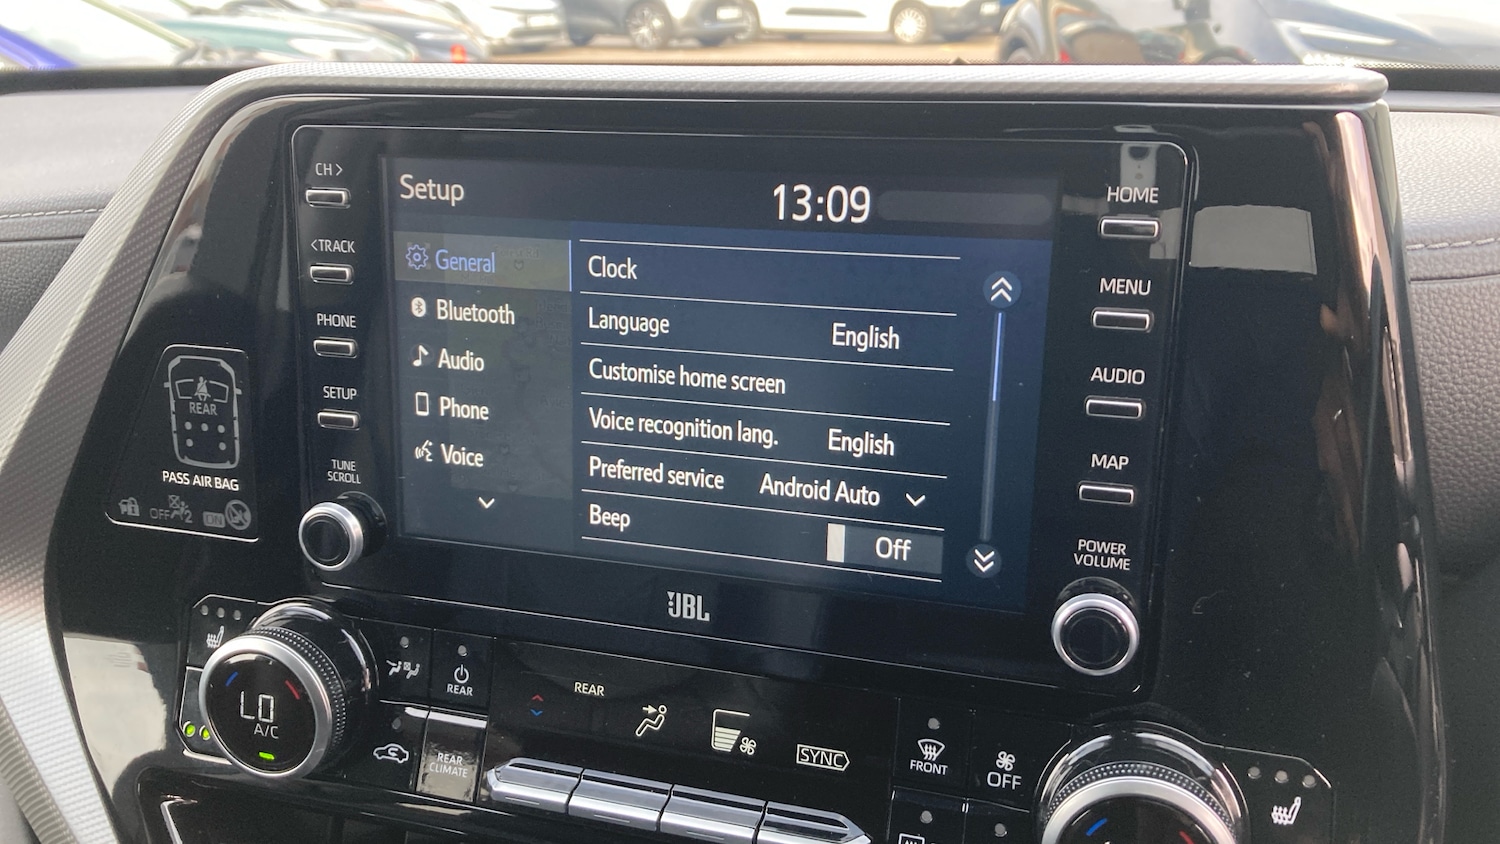 CH >
< TRACK
PHONE
SETUP
TUNE
SCROLL
REAR
PASS AIR BAG
OFF 2
ON
Setup
13:09
General
Bluetooth
Audio
Phone
Voice
Clock
Language English
Customise home screen
Voice recognition lang. English
Preferred service Android Auto
Beep Off
HOME
MENU
AUDIO
MAP
POWER
VOLUME
JBL
LO
A/C
REAR
REAR
CLIMATE
REAR
SYNC
FRONT
OFF